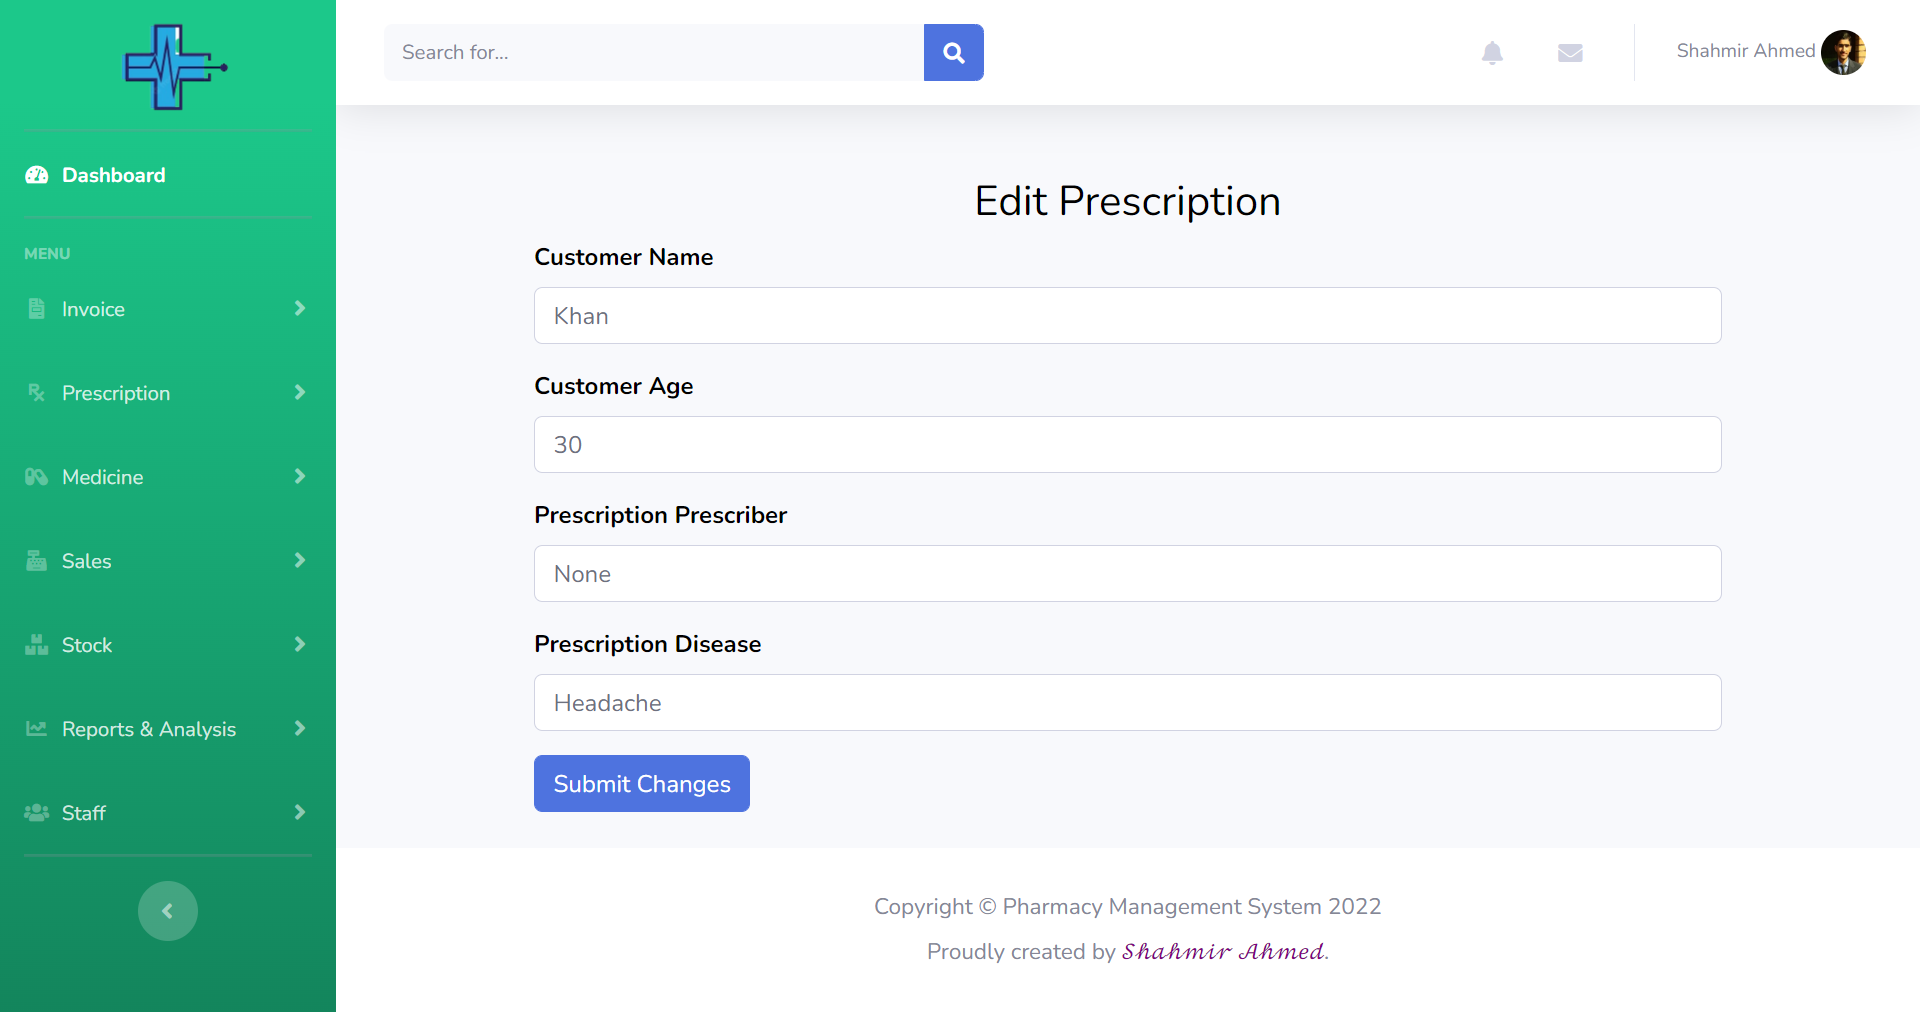 Search for...
Shahmir Ahmed
Dashboard
MENU
Invoice
Prescription
Medicine
Sales
Stock
Reports & Analysis
Staff
Edit Prescription
Customer Name
Khan
Customer Age
30
Prescription Prescriber
None
Prescription Disease
Headache
Submit Changes
Copyright © Pharmacy Management System 2022
Proudly created by Shahmir Ahmed.